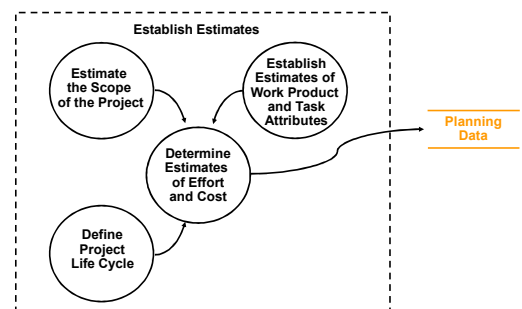 Establish Estimates
Estimate
the Scope
of the Project
Establish
Estimates of
Work Product
and Task
Attributes
Planning
Data
Determine
Estimates
of Effort
and Cost
Define
Project
Life Cycle